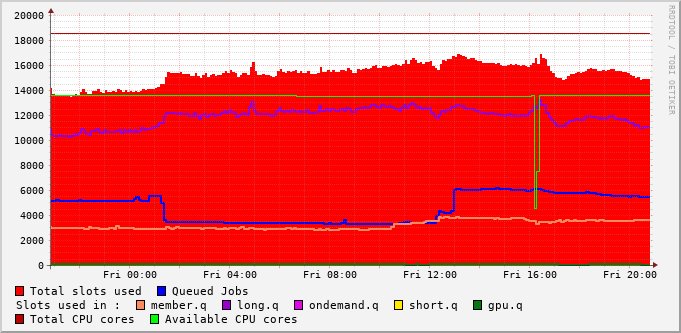 20000
18000
16000
14000
12000
10000
8000
6000
4000
2000
0
Fri 00:00 Fri 04:00 Fri 08:00 Fri 12:00 Fri 16:00 Fri 20:00
Total slots used Queued Jobs
Slots used in : member.q long.q ondemand.q short.q gpu.q
Total CPU cores Available CPU cores
RRDTOOL / TOBI OETIKER